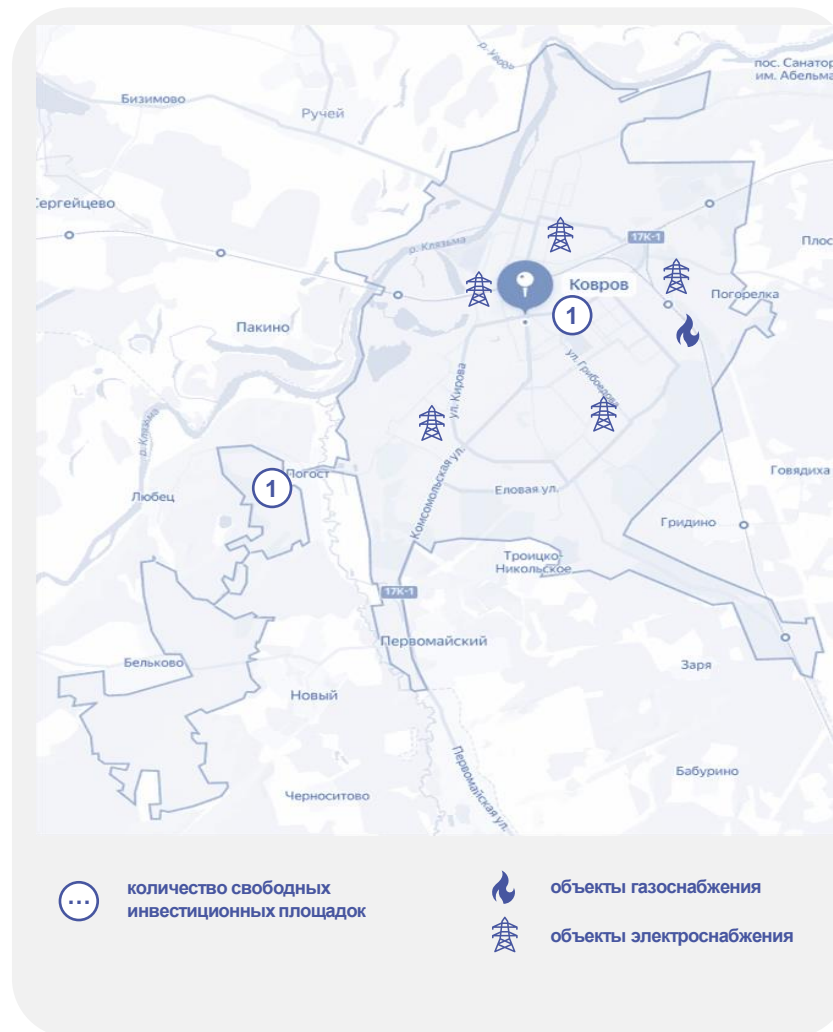 р. Уводь
пос. Санатор
им. Абельма
Бизимово
Ручей
Сергейцево
р. Клязьма
17К-1
Плос
Ковров
Погорелка
1
Пакино
ул. Кирова
ул. Грибоедова
р. Клязьма
Погост
1
Любец
Комсомольская ул.
Еловая ул.
Говядиха
Гридино
Троицко-
Никольское
17К-1
Первомайский
Бельково
Заря
Новый
Первомайская ул.
Бабурино
Черноситово
...
количество свободных
инвестиционных площадок
объекты газоснабжения
объекты электроснабжения